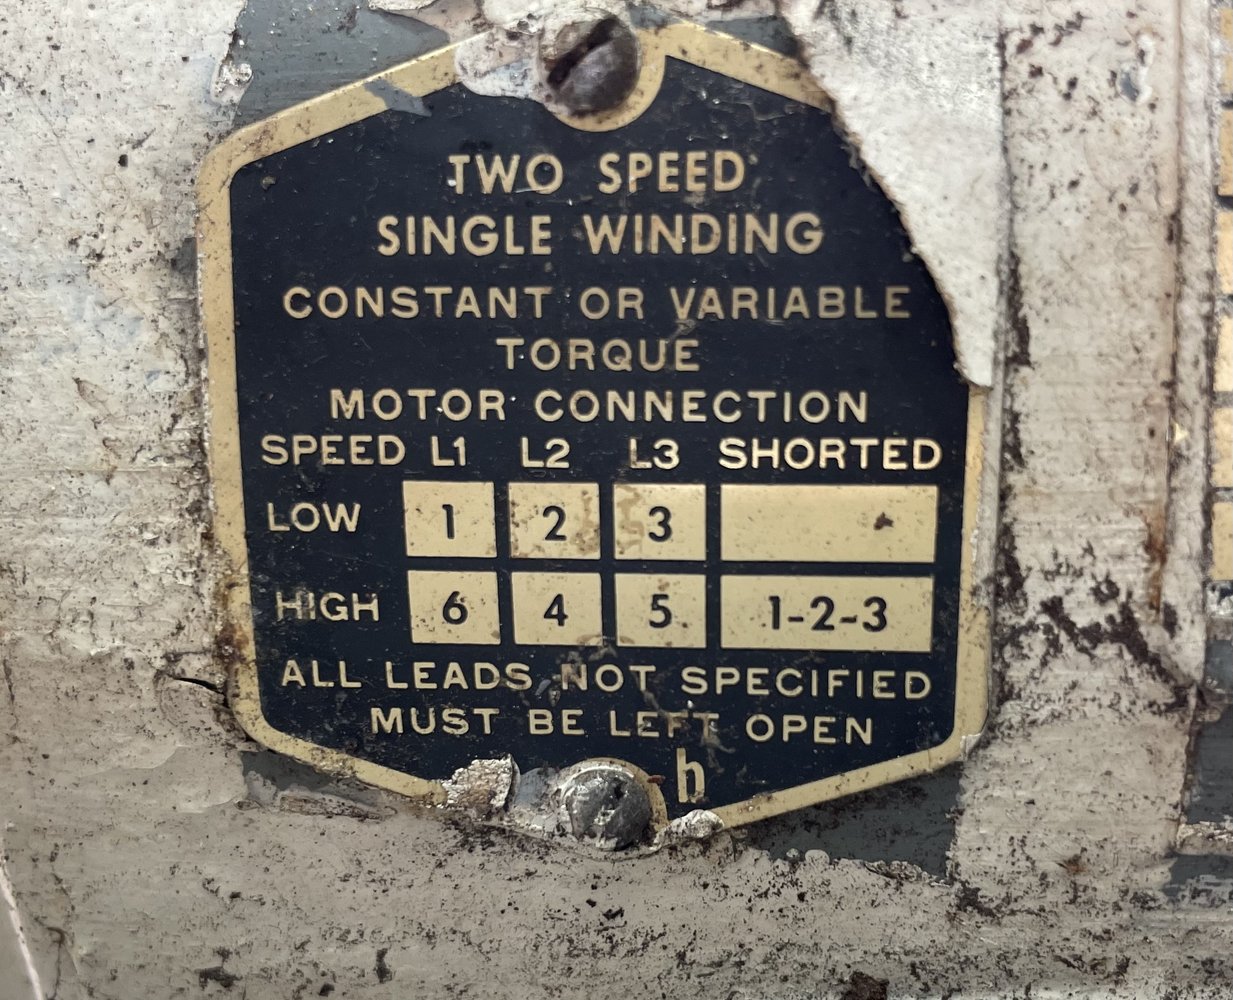 TWO SPEED
SINGLE WINDING
CONSTANT OR VARIABLE
TORQUE
MOTOR CONNECTION
SPEED L1 L2 L3 SHORTED
LOW 1 2 3
HIGH 6 4 5 1-2-3
ALL LEADS NOT SPECIFIED
MUST BE LEFT OPEN
h